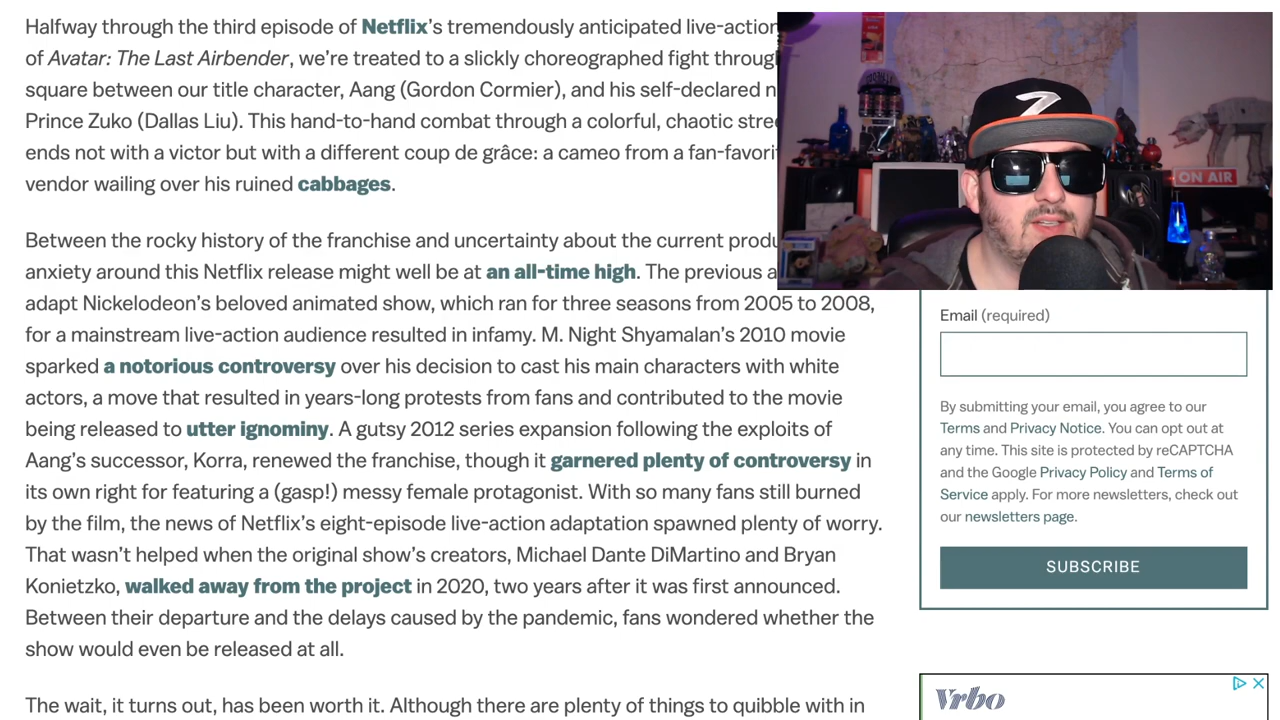 Halfway through the third episode of Netflix's tremendously anticipated live-action
of Avatar: The Last Airbender, we're treated to a slickly choreographed fight throug
square between our title character, Aang (Gordon Cormier), and his self-declared n
Prince Zuko (Dallas Liu). This hand-to-hand combat through a colorful, chaotic stre
ends not with a victor but with a different coup de grâce: a cameo from a fan-favori
vendor wailing over his ruined cabbages.
Between the rocky history of the franchise and uncertainty about the current produ
anxiety around this Netflix release might well be at an all-time high. The previous a
adapt Nickelodeon's beloved animated show, which ran for three seasons from 2005 to 2008,
for a mainstream live-action audience resulted in infamy. M. Night Shyamalan's 2010 movie
sparked a notorious controversy over his decision to cast his main characters with white
actors, a move that resulted in years-long protests from fans and contributed to the movie
being released to utter ignominy. A gutsy 2012 series expansion following the exploits of
Aang's successor, Korra, renewed the franchise, though it garnered plenty of controversy in
its own right for featuring a (gasp!) messy female protagonist. With so many fans still burned
by the film, the news of Netflix's eight-episode live-action adaptation spawned plenty of worry.
That wasn't helped when the original show's creators, Michael Dante DiMartino and Bryan
Konietzko, walked away from the project in 2020, two years after it was first announced.
Between their departure and the delays caused by the pandemic, fans wondered whether the
show would even be released at all.
The wait, it turns out, has been worth it. Although there are plenty of things to quibble with in
ON AIR
Email (required)
By submitting your email, you agree to our
Terms and Privacy Notice. You can opt out at
any time. This site is protected by reCAPTCHA
and the Google Privacy Policy and Terms of
Service apply. For more newsletters, check out
our newsletters page.
SUBSCRIBE
Vrbo